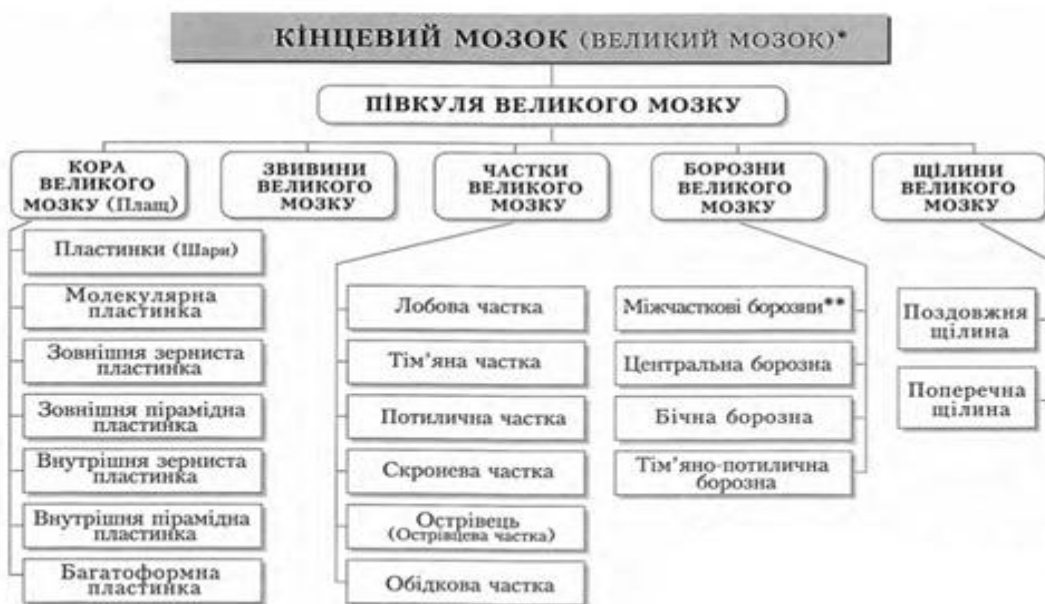 КІНЦЕВИЙ МОЗОК (ВЕЛИКИЙ МОЗОК)*
ПІВКУЛЯ ВЕЛИКОГО МОЗКУ
КОРА
ВЕЛИКОГО
МОЗКУ (Плащ)
ЗВИВИНИ
ВЕЛИКОГО
МОЗКУ
ЧАСТКИ
ВЕЛИКОГО
МОЗКУ
БОРОЗНИ
ВЕЛИКОГО
МОЗКУ
ЩІЛИНИ
ВЕЛИКОГО
МОЗКУ
Пластинки (Шари)
Молекулярна
пластинка
Зовнішня зерниста
пластинка
Зовнішня пірамідна
пластинка
Внутрішня зерниста
пластинка
Внутрішня пірамідна
пластинка
Багатоформна
пластинка
Лобова частка
Тім’яна частка
Потилична частка
Скронева частка
Острівець
(Острівцева частка)
Обідкова частка
Міжчасткові борозни**
Центральна борозна
Бічна борозна
Тім’яно-потилична
борозна
Поздовжня
щілина
Поперечна
щілина